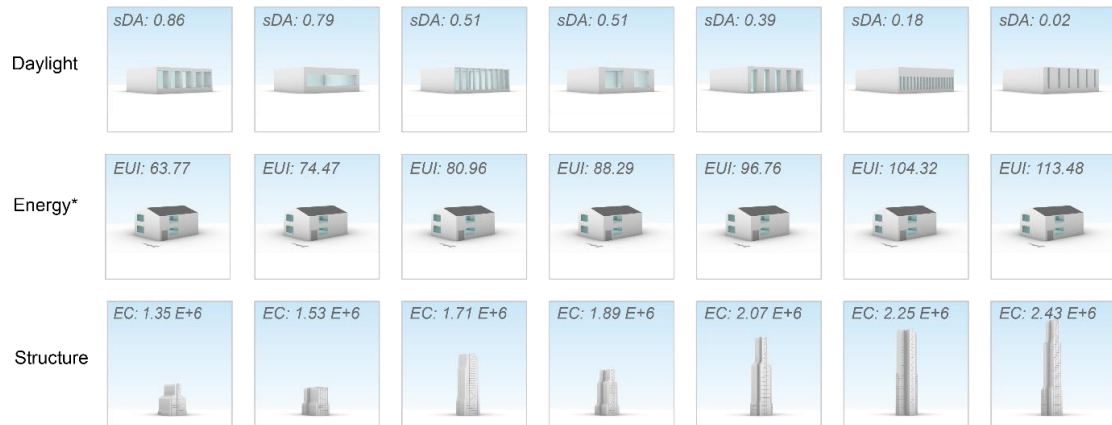 sDA: 0.86 sDA: 0.79 sDA: 0.51 sDA: 0.51 sDA: 0.39 sDA: 0.18 sDA: 0.02
Daylight
EUI: 63.77 EUI: 74.47 EUI: 80.96 EUI: 88.29 EUI: 96.76 EUI: 104.32 EUI: 113.48
Energy*
EC: 1.35 E+6 EC: 1.53 E+6 EC: 1.71 E+6 EC: 1.89 E+6 EC: 2.07 E+6 EC: 2.25 E+6 EC: 2.43 E+6
Structure